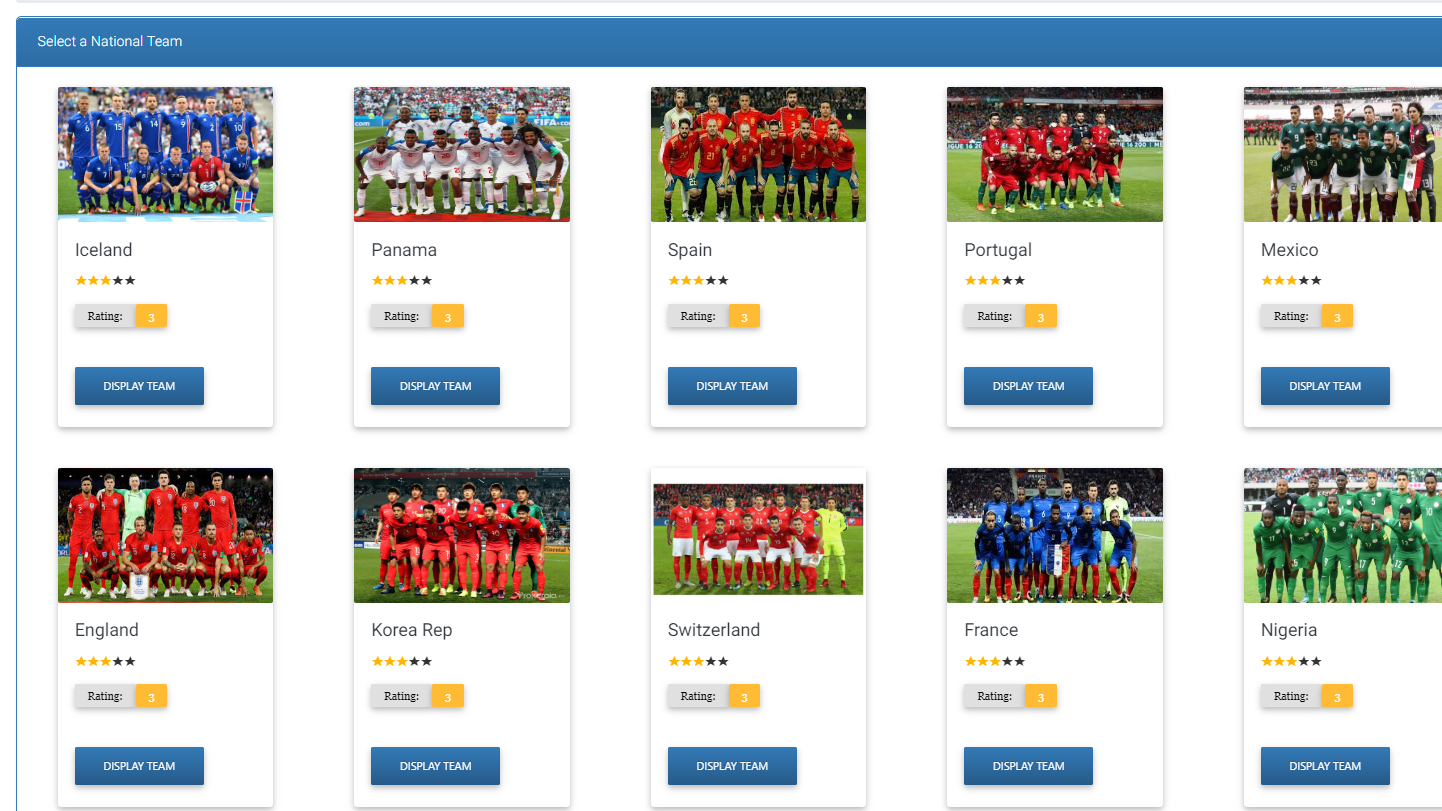 Select a National Team
Iceland
Panama
Spain
Portugal
Mexico
Rating: 3
Rating: 3
Rating: 3
Rating: 3
Rating: 3
DISPLAY TEAM
DISPLAY TEAM
DISPLAY TEAM
DISPLAY TEAM
DISPLAY TEAM
England
Korea Rep
Switzerland
France
Nigeria
Rating: 3
Rating: 3
Rating: 3
Rating: 3
Rating: 3
DISPLAY TEAM
DISPLAY TEAM
DISPLAY TEAM
DISPLAY TEAM
DISPLAY TEAM